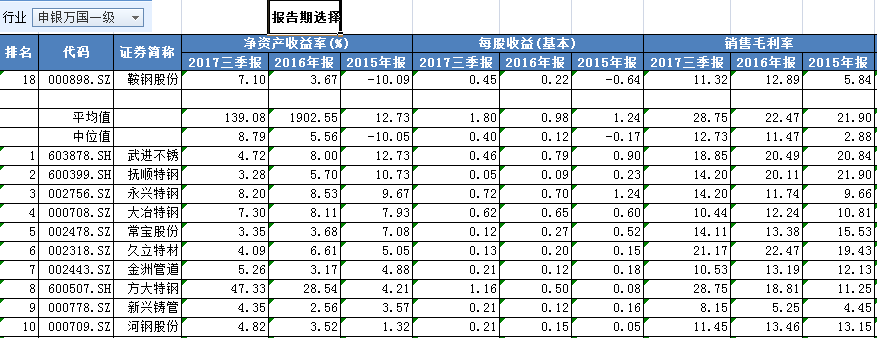 行业 申银万国一级 报告期选择
排名 代码 证券简称 净资产收益率(%) 每股收益(基本) 销售毛利率
2017三季报 2016年报 2015年报 2017三季报 2016年报 2015年报 2017三季报 2016年报 2015年报
18 000898.SZ 鞍钢股份 7.10 3.67 -10.09 0.45 0.22 -0.64 11.32 12.89 5.84
平均值 139.08 1902.55 12.73 1.80 0.98 1.24 28.75 22.47 21.90
中位值 8.79 5.56 -10.05 0.40 0.12 -0.17 12.73 11.47 2.88
1 603878.SH 武进不锈 4.72 8.00 12.73 0.46 0.79 0.90 18.85 20.49 20.84
2 600399.SH 抚顺特钢 3.28 5.70 10.73 0.05 0.09 0.23 14.20 20.11 21.90
3 002756.SZ 永兴特钢 8.20 8.53 9.67 0.72 0.70 1.24 14.20 11.74 9.66
4 000708.SZ 大冶特钢 7.30 8.11 7.93 0.62 0.65 0.60 10.44 12.24 10.81
5 002478.SZ 常宝股份 3.35 3.68 7.08 0.12 0.27 0.52 14.11 13.38 15.53
6 002318.SZ 久立特材 4.09 6.61 5.05 0.13 0.20 0.15 21.17 22.47 19.43
7 002443.SZ 金洲管道 5.26 3.17 4.88 0.21 0.12 0.18 10.53 13.19 12.13
8 600507.SH 方大特钢 47.33 28.54 4.21 1.16 0.50 0.08 28.75 18.81 11.25
9 000778.SZ 新兴铸管 4.35 2.56 3.57 0.21 0.12 0.16 8.15 5.25 4.45
10 000709.SZ 河钢股份 4.82 3.52 1.32 0.21 0.15 0.05 11.45 13.46 13.15